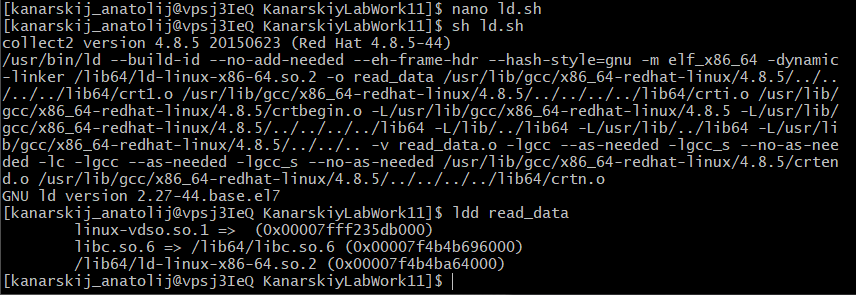 [kanarskij_anatolij@vpsj3IeQ KanarskiyLabWork11]$ nano ld.sh
[kanarskij_anatolij@vpsj3IeQ KanarskiyLabWork11]$ sh ld.sh
collect2 version 4.8.5 20150623 (Red Hat 4.8.5-44)
/usr/bin/ld --build-id --no-add-needed --eh-frame-hdr --hash-style=gnu -m elf_x86_64 -dynamic
-linker /lib64/ld-linux-x86-64.so.2 -o read_data /usr/lib/gcc/x86_64-redhat-linux/4.8.5/../..
/../../lib64/crt1.o /usr/lib/gcc/x86_64-redhat-linux/4.8.5/../../../../lib64/crti.o /usr/lib/
gcc/x86_64-redhat-linux/4.8.5/crtbegin.o -L/usr/lib/gcc/x86_64-redhat-linux/4.8.5 -L/usr/lib/
gcc/x86_64-redhat-linux/4.8.5/../../../../lib64 -L/lib/../lib64 -L/usr/lib/../lib64 -L/usr/li
b/gcc/x86_64-redhat-linux/4.8.5/../../.. -v read_data.o -lgcc --as-needed -lgcc_s --no-as-nee
ded -lc -lgcc --as-needed -lgcc_s --no-as-needed /usr/lib/gcc/x86_64-redhat-linux/4.8.5/crten
d.o /usr/lib/gcc/x86_64-redhat-linux/4.8.5/../../../../lib64/crtn.o
GNU ld version 2.27-44.base.el7
[kanarskij_anatolij@vpsj3IeQ KanarskiyLabWork11]$ ldd read_data
linux-vdso.so.1 =>  (0x00007fff235db000)
libc.so.6 => /lib64/libc.so.6 (0x00007f4b4b696000)
/lib64/ld-linux-x86-64.so.2 (0x00007f4b4ba64000)
[kanarskij_anatolij@vpsj3IeQ KanarskiyLabWork11]$